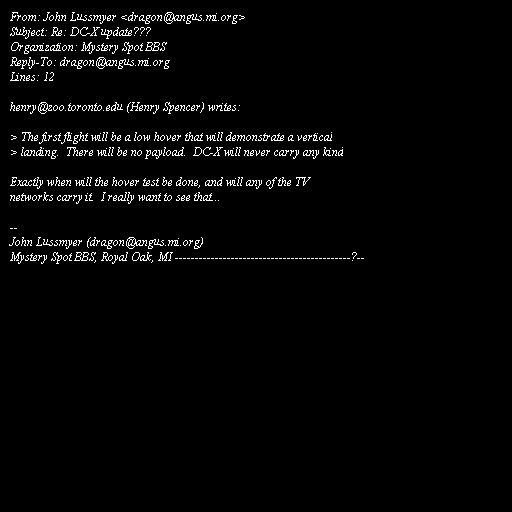 From: John Lussmyer <dragon@angus.mi.org>
Subject: Re: DC-X update???
Organization: Mystery Spot BBS
Reply-To: dragon@angus.mi.org
Lines: 12

henry@zoo.toronto.edu (Henry Spencer) writes:

> The first flight will be a low hover that will demonstrate a vertical
> landing.  There will be no payload.  DC-X will never carry any kind

Exactly when will the hover test be done, and will any of the TV
networks carry it.  I really want to see that...

--
John Lussmyer (dragon@angus.mi.org)
Mystery Spot BBS, Royal Oak, MI --------------------------------------------?--